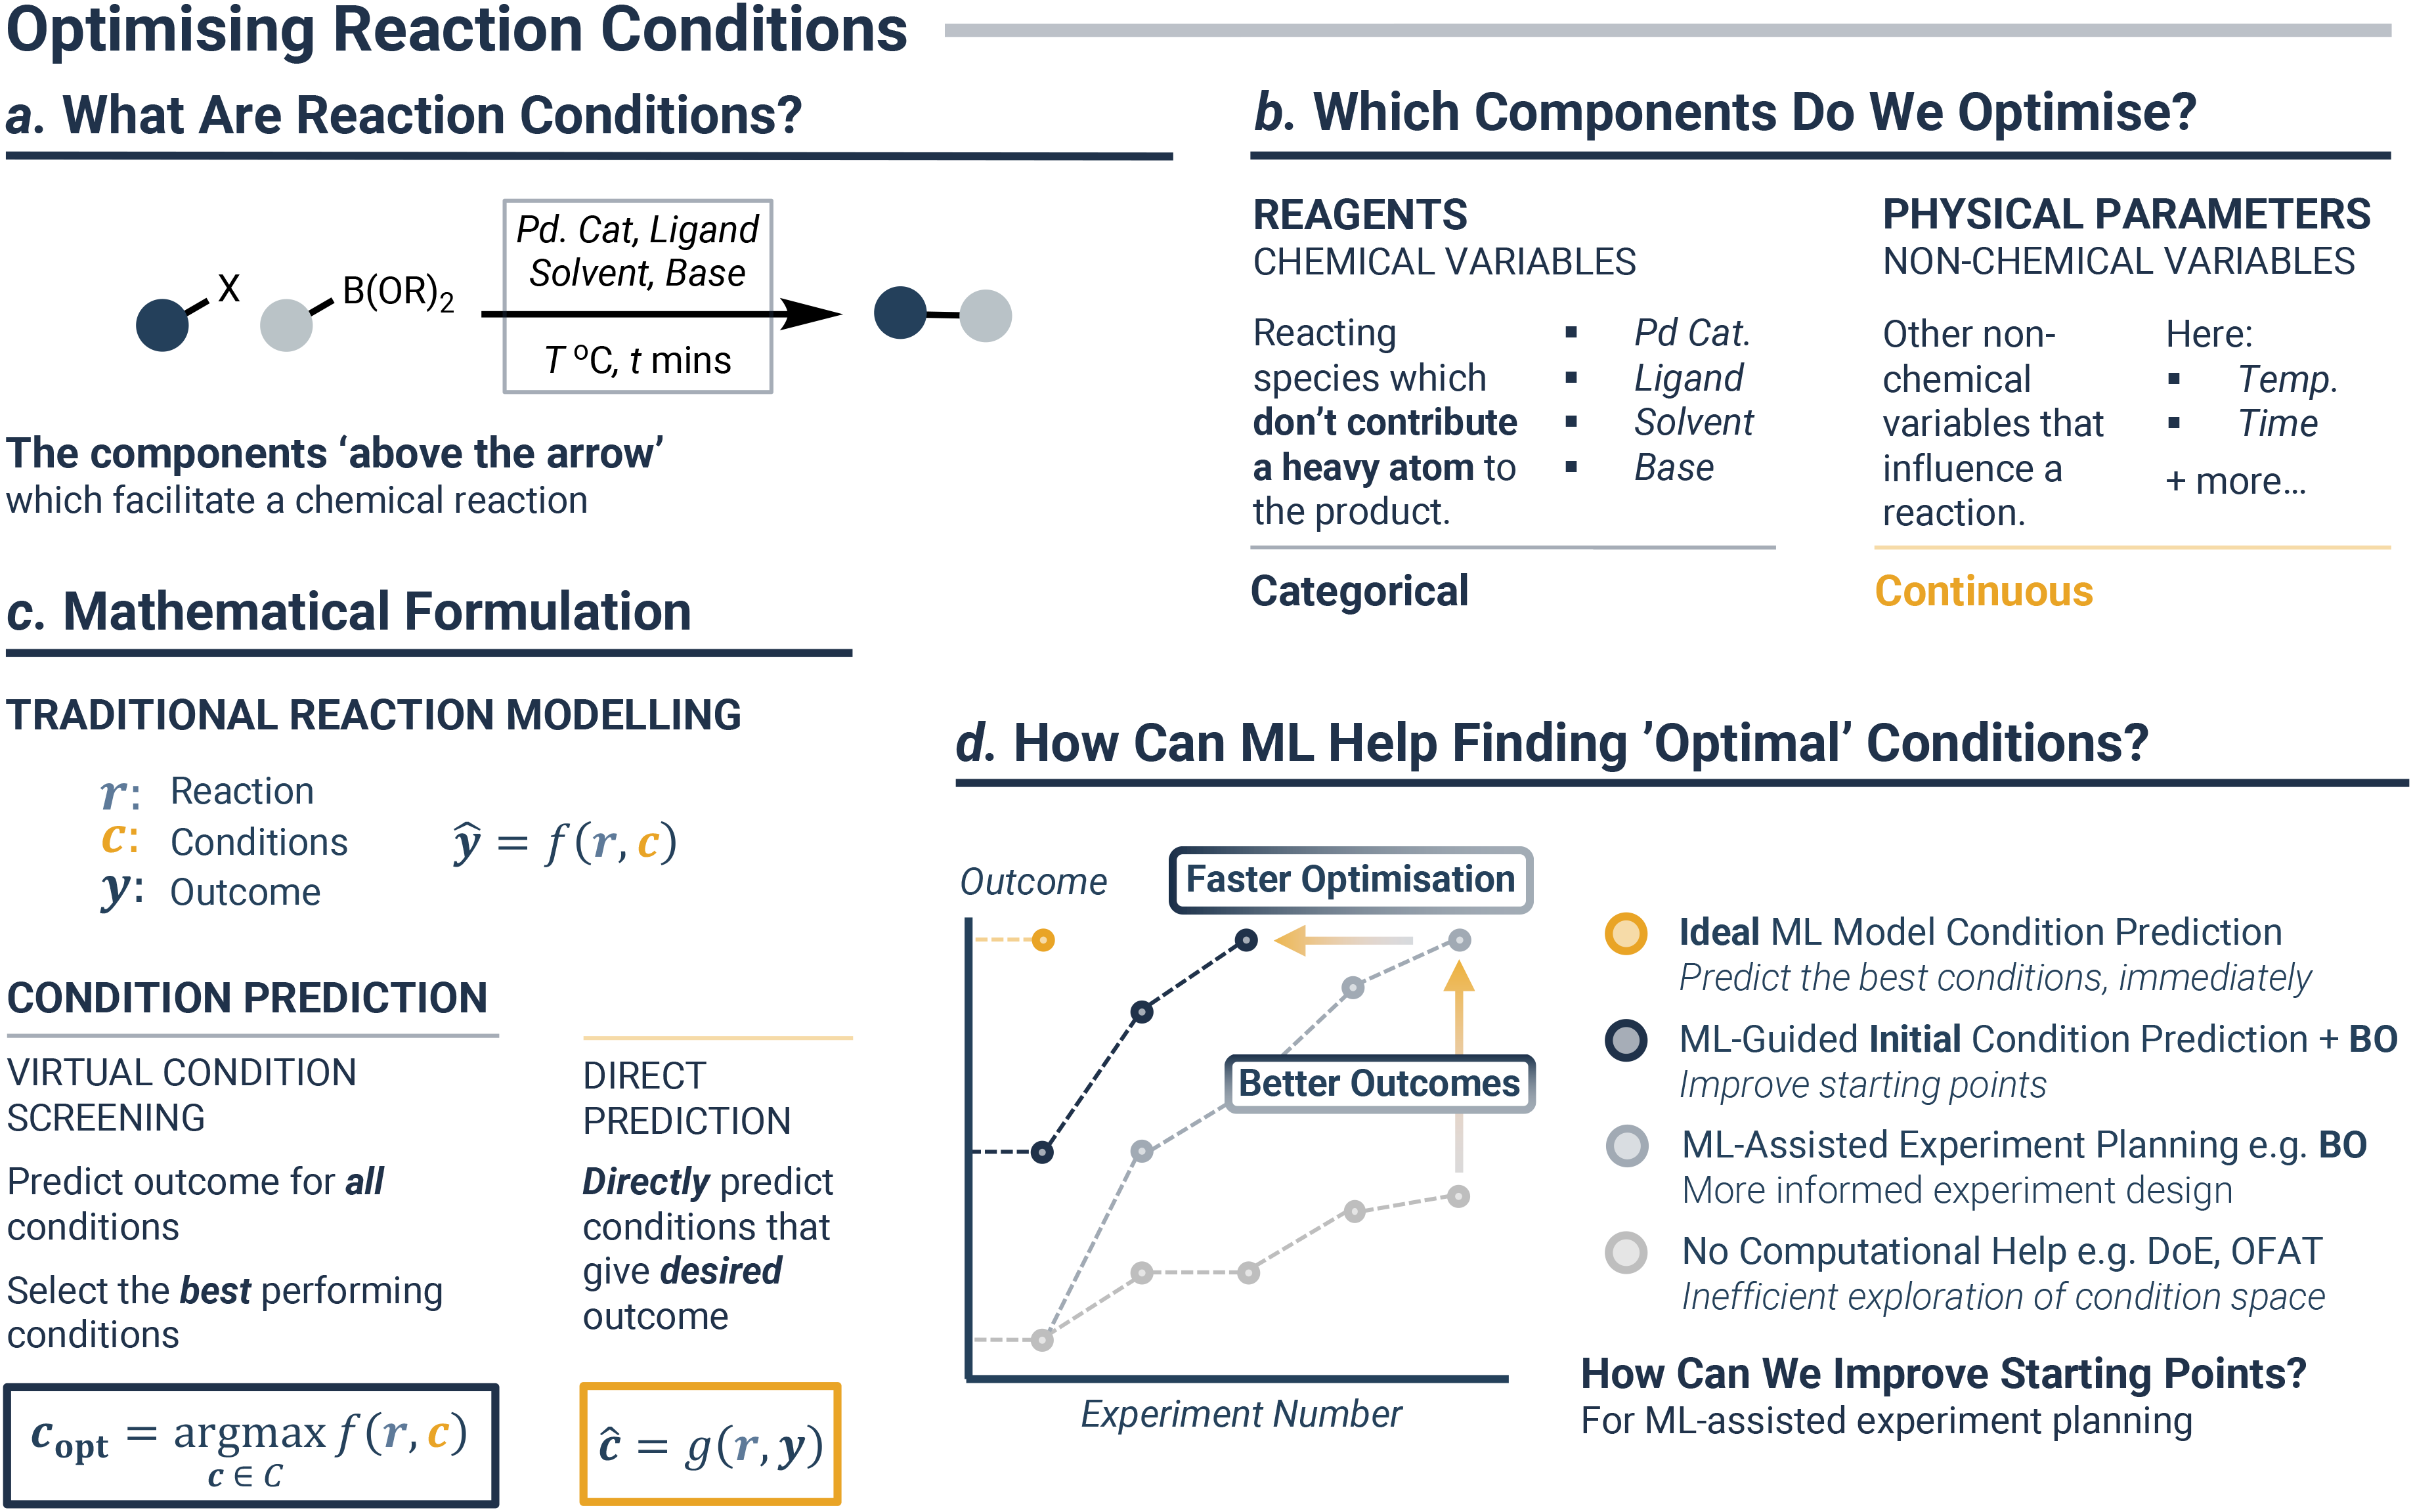 Optimising Reaction Conditions
a. What Are Reaction Conditions?
X
B(OR)2
Pd. Cat, Ligand
Solvent, Base
T °C, t mins
The components ‘above the arrow’
which facilitate a chemical reaction
b. Which Components Do We Optimise?
REAGENTS
CHEMICAL VARIABLES
Reacting
species which
don’t contribute
a heavy atom to
the product.
▪ Pd Cat.
▪ Ligand
▪ Solvent
▪ Base
Categorical
PHYSICAL PARAMETERS
NON-CHEMICAL VARIABLES
Other non-
chemical
variables that
influence a
reaction.
Here:
▪ Temp.
▪ Time
+ more...
Continuous
c. Mathematical Formulation
TRADITIONAL REACTION MODELLING
r: Reaction
c: Conditions
y: Outcome
ŷ = f(r, c)
CONDITION PREDICTION
VIRTUAL CONDITION
SCREENING
Predict outcome for all
conditions
Select the best performing
conditions
c_opt = argmax f(r, c)
c ∈ C
DIRECT
PREDICTION
Directly predict
conditions that
give desired
outcome
ĉ = g(r, y)
d. How Can ML Help Finding ’Optimal’ Conditions?
Outcome
Faster Optimisation
Better Outcomes
Experiment Number
Ideal ML Model Condition Prediction
Predict the best conditions, immediately
ML-Guided Initial Condition Prediction + BO
Improve starting points
ML-Assisted Experiment Planning e.g. BO
More informed experiment design
No Computational Help e.g. DoE, OFAT
Inefficient exploration of condition space
How Can We Improve Starting Points?
For ML-assisted experiment planning